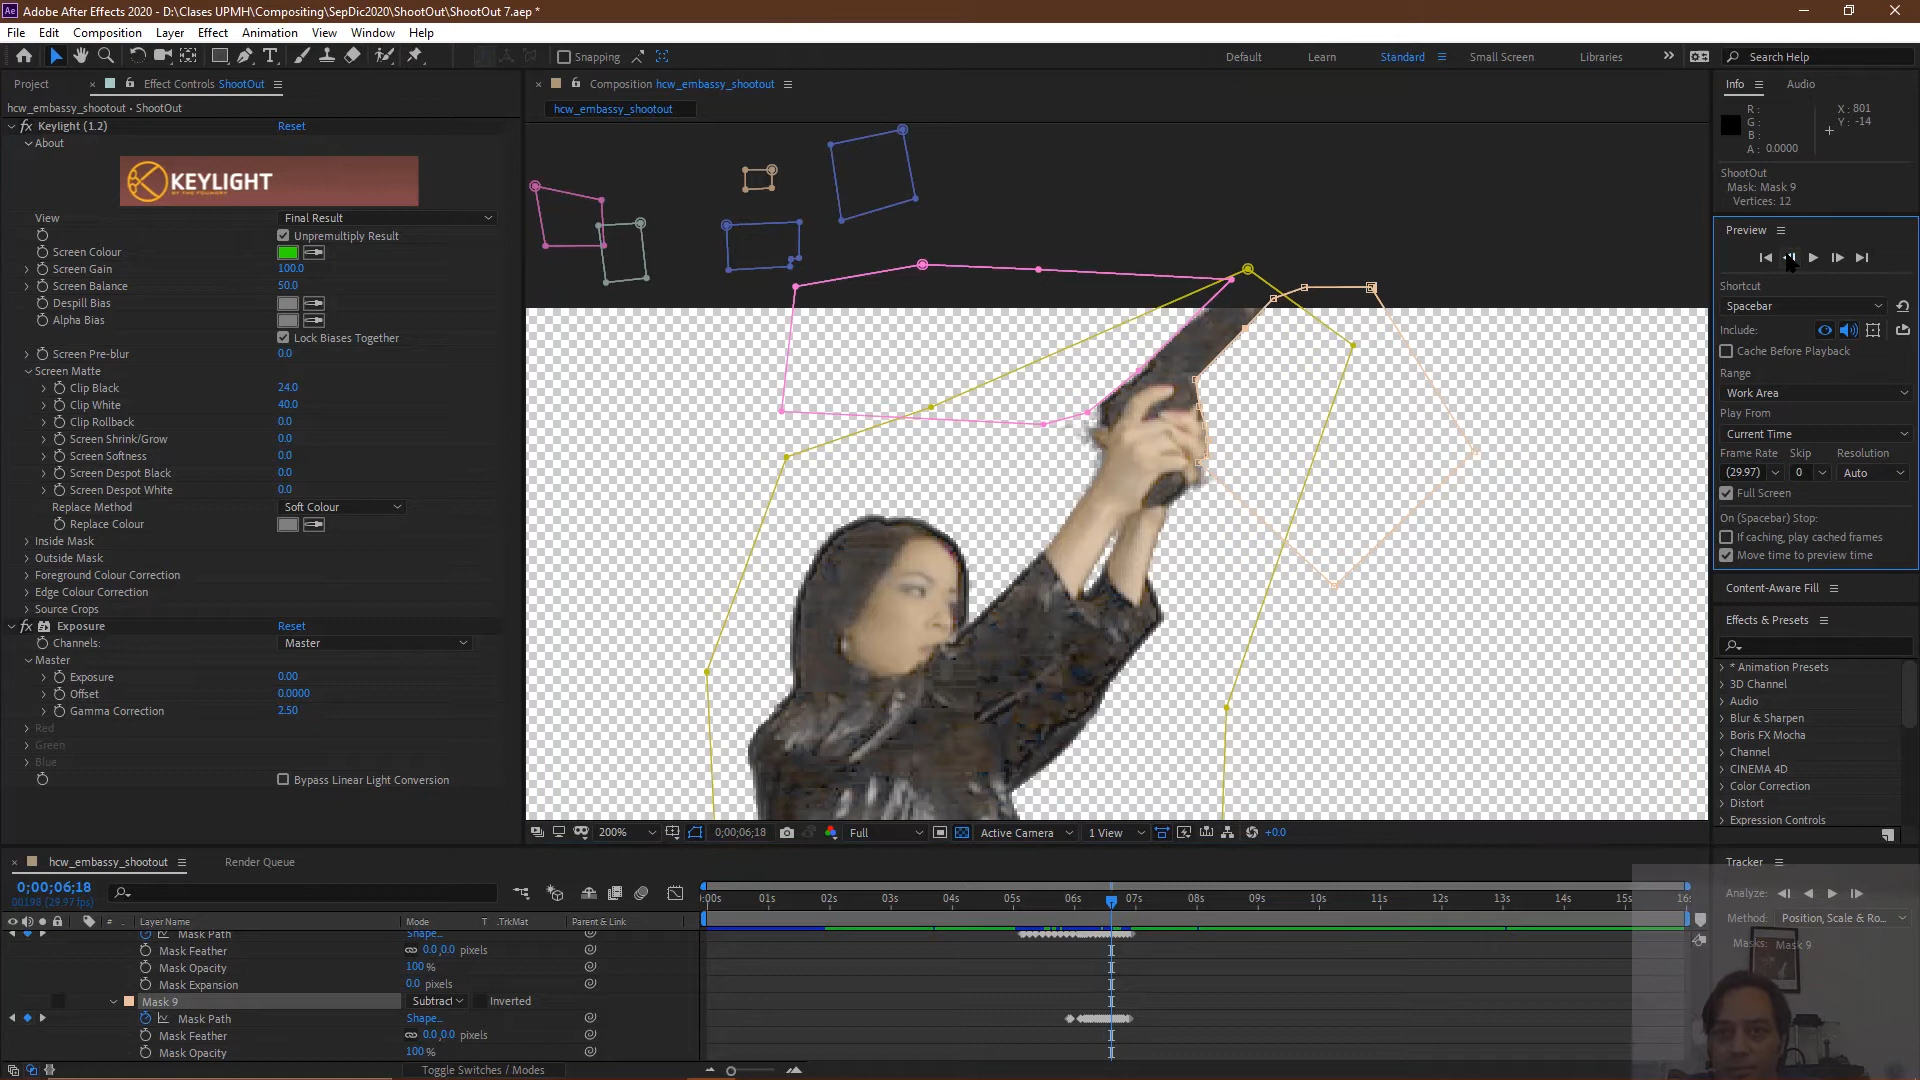 Adobe After Effects 2020 - D:\Clases UPMH\Compositing\SepDic2020\ShootOut\ShootOut 7.aep *
File Edit Composition Layer Effect Animation View Window Help
Snapping
Default Learn Standard Small Screen Libraries
Search Help
Project
Effect Controls ShootOut
hcw_embassy_shootout • ShootOut
fx Keylight (1.2) Reset
About
KEYLIGHT
BY THE FOUNDRY
View Final Result
Unpremultiply Result
Screen Colour
Screen Gain 100.0
Screen Balance 50.0
Despill Bias
Alpha Bias
Lock Biases Together
Screen Pre-blur 0.0
Screen Matte
Clip Black 24.0
Clip White 40.0
Clip Rollback 0.0
Screen Shrink/Grow 0.0
Screen Softness 0.0
Screen Despot Black 0.0
Screen Despot White 0.0
Replace Method Soft Colour
Replace Colour
Inside Mask
Outside Mask
Foreground Colour Correction
Edge Colour Correction
Source Crops
fx Exposure Reset
Channels: Master
Master
Exposure 0.00
Offset 0.0000
Gamma Correction 2.50
Red
Green
Blue
Bypass Linear Light Conversion
Composition hcw_embassy_shootout
hcw_embassy_shootout
200% 0;00;06;18 Full Active Camera 1 View +0.0
Info Audio
R : X : 801
G : Y : -14
B :
A : 0.0000
ShootOut
Mask: Mask 9
Vertices: 12
Preview
Shortcut
Spacebar
Include:
Cache Before Playback
Range
Work Area
Play From
Current Time
Frame Rate Skip Resolution
(29.97) 0 Auto
Full Screen
On (Spacebar) Stop:
If caching, play cached frames
Move time to preview time
Content-Aware Fill
Effects & Presets
* Animation Presets
3D Channel
Audio
Blur & Sharpen
Boris FX Mocha
Channel
CINEMA 4D
Color Correction
Distort
Expression Controls
Tracker
Analyze:
Method: Position, Scale & Ro...
Masks: Mask 9
hcw_embassy_shootout Render Queue
0;00;06;18
00198 (29.97 fps)
# Layer Name Mode T .TrkMat Parent & Link
:00s 01s 02s 03s 04s 05s 06s 07s 08s 09s 10s 11s 12s 13s 14s 15s 16s
Mask Path Shape...
Mask Feather 0.0,0.0 pixels
Mask Opacity 100 %
Mask Expansion 0.0 pixels
Mask 9 Subtract Inverted
Mask Path Shape...
Mask Feather 0.0,0.0 pixels
Mask Opacity 100 %
Toggle Switches / Modes